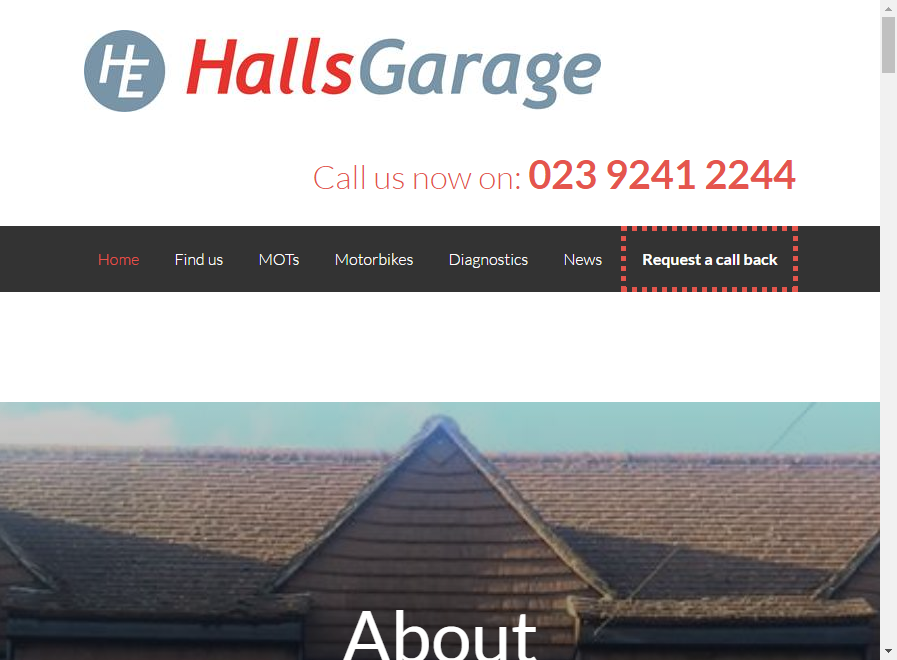 HE HallsGarage
Call us now on: 023 9241 2244
Home Find us MOTs Motorbikes Diagnostics News Request a call back
About